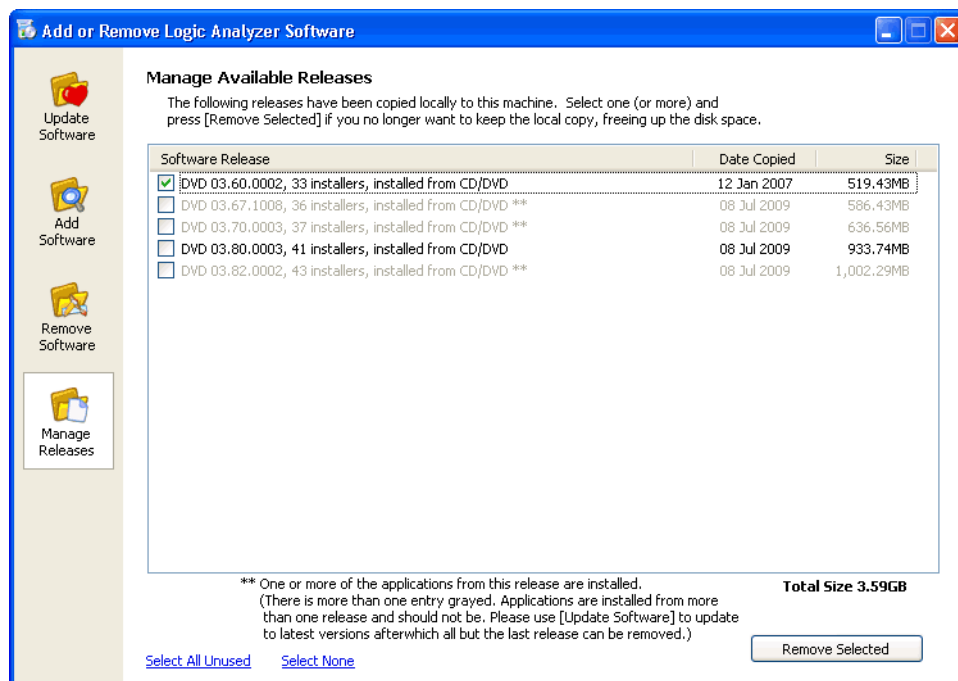 Add or Remove Logic Analyzer Software
Update
Software
Add
Software
Remove
Software
Manage
Releases
Manage Available Releases
The following releases have been copied locally to this machine. Select one (or more) and
press [Remove Selected] if you no longer want to keep the local copy, freeing up the disk space.
Software Release Date Copied Size
DVD 03.60.0002, 33 installers, installed from CD/DVD 12 Jan 2007 519.43MB
DVD 03.67.1008, 36 installers, installed from CD/DVD ** 08 Jul 2009 586.43MB
DVD 03.70.0003, 37 installers, installed from CD/DVD ** 08 Jul 2009 636.56MB
DVD 03.80.0003, 41 installers, installed from CD/DVD 08 Jul 2009 933.74MB
DVD 03.82.0002, 43 installers, installed from CD/DVD ** 08 Jul 2009 1,002.29MB
** One or more of the applications from this release are installed.
(There is more than one entry grayed. Applications are installed from more
than one release and should not be. Please use [Update Software] to update
to latest versions afterwhich all but the last release can be removed.)
Total Size 3.59GB
Select All Unused Select None
Remove Selected